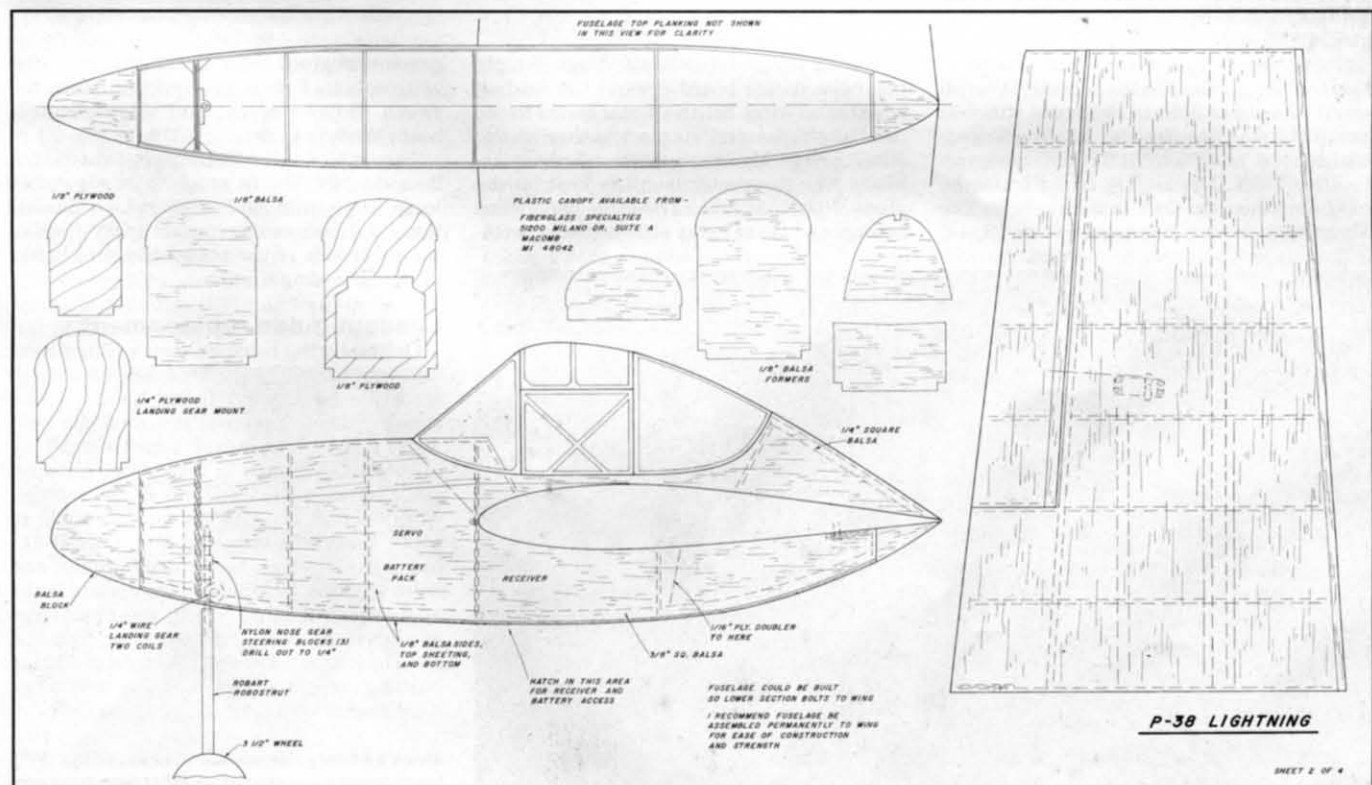 FUSELAGE TOP PLANKING NOT SHOWN
IN THIS VIEW FOR CLARITY
1/8" PLYWOOD
1/8" BALSA
PLASTIC CANOPY AVAILABLE FROM-
FIBERGLASS SPECIALTIES
51200 MILANO DR. SUITE A
MACOMB
MI 48042
1/4" PLYWOOD
LANDING GEAR MOUNT
1/8" PLYWOOD
1/8" BALSA
FORMERS
1/4" SQUARE
BALSA
SERVO
BATTERY
PACK
RECEIVER
BALSA
BLOCK
1/4" WIRE
LANDING GEAR
TWO COILS
NYLON NOSE GEAR
STEERING BLOCKS (3)
DRILL OUT TO 1/4"
1/8" BALSA SIDES,
TOP SHEETING,
AND BOTTOM
HATCH IN THIS AREA
FOR RECEIVER AND
BATTERY ACCESS
3/8" SQ. BALSA
1/16" PLY. DOUBLER
TO HERE
ROBART
ROBOSTRUT
3 1/2" WHEEL
FUSELAGE COULD BE BUILT
SO LOWER SECTION BOLTS TO WING
I RECOMMEND FUSELAGE BE
ASSEMBLED PERMANENTLY TO WING
FOR EASE OF CONSTRUCTION
AND STRENGTH
P-38 LIGHTNING
SHEET 2 OF 4